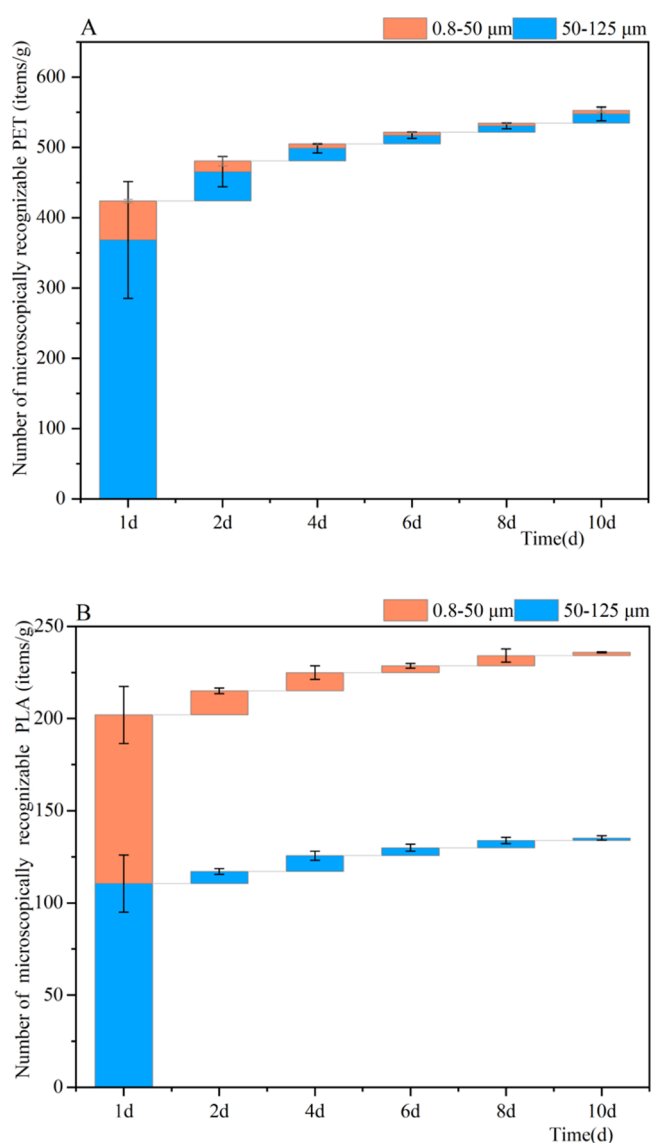 A
0.8-50 μm 50-125 μm
Number of microscopically recognizable PET (items/g)
600
500
400
300
200
100
0
1d 2d 4d 6d 8d 10d
Time(d)
B
0.8-50 μm 50-125 μm
Number of microscopically recognizable PLA (items/g)
250
200
150
100
50
0
1d 2d 4d 6d 8d 10d
Time(d)